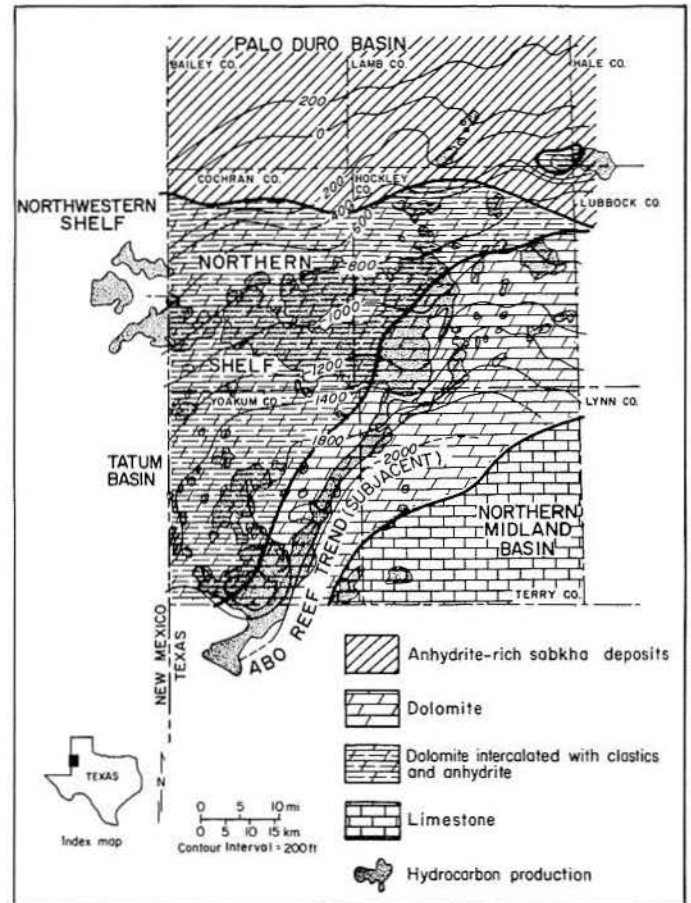 PALO DURO BASIN
BAILEY CO.
LAMB CO.
HALE CO.
200
0
COCHRAN CO.
HOCKLEY
CO.
200
400
600
LUBBOCK CO.
NORTHWESTERN
SHELF
NORTHERN
800
1000
SHELF
1200
1400
YOAKUM CO.
LYNN CO.
1800
2000
TATUM
BASIN
ABO REEF TREND (SUBJACENT)
NORTHERN
MIDLAND
BASIN
TERRY CO.
NEW MEXICO
TEXAS
Anhydrite-rich sabkha deposits
Dolomite
Dolomite intercalated with clastics
and anhydrite
Limestone
Hydrocarbon production
TEXAS
N
Index map
0 5 10 mi
0 5 10 15 km
Contour Interval = 200 ft